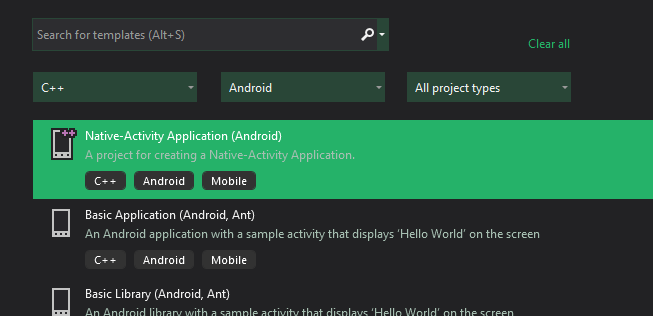 Search for templates (Alt+S)
Clear all
C++ Android All project types
Native-Activity Application (Android)
A project for creating a Native-Activity Application.
C++ Android Mobile
Basic Application (Android, Ant)
An Android application with a sample activity that displays ‘Hello World’ on the screen
C++ Android Mobile
Basic Library (Android, Ant)
An Android library with a sample activity that displays ‘Hello World’ on the screen.